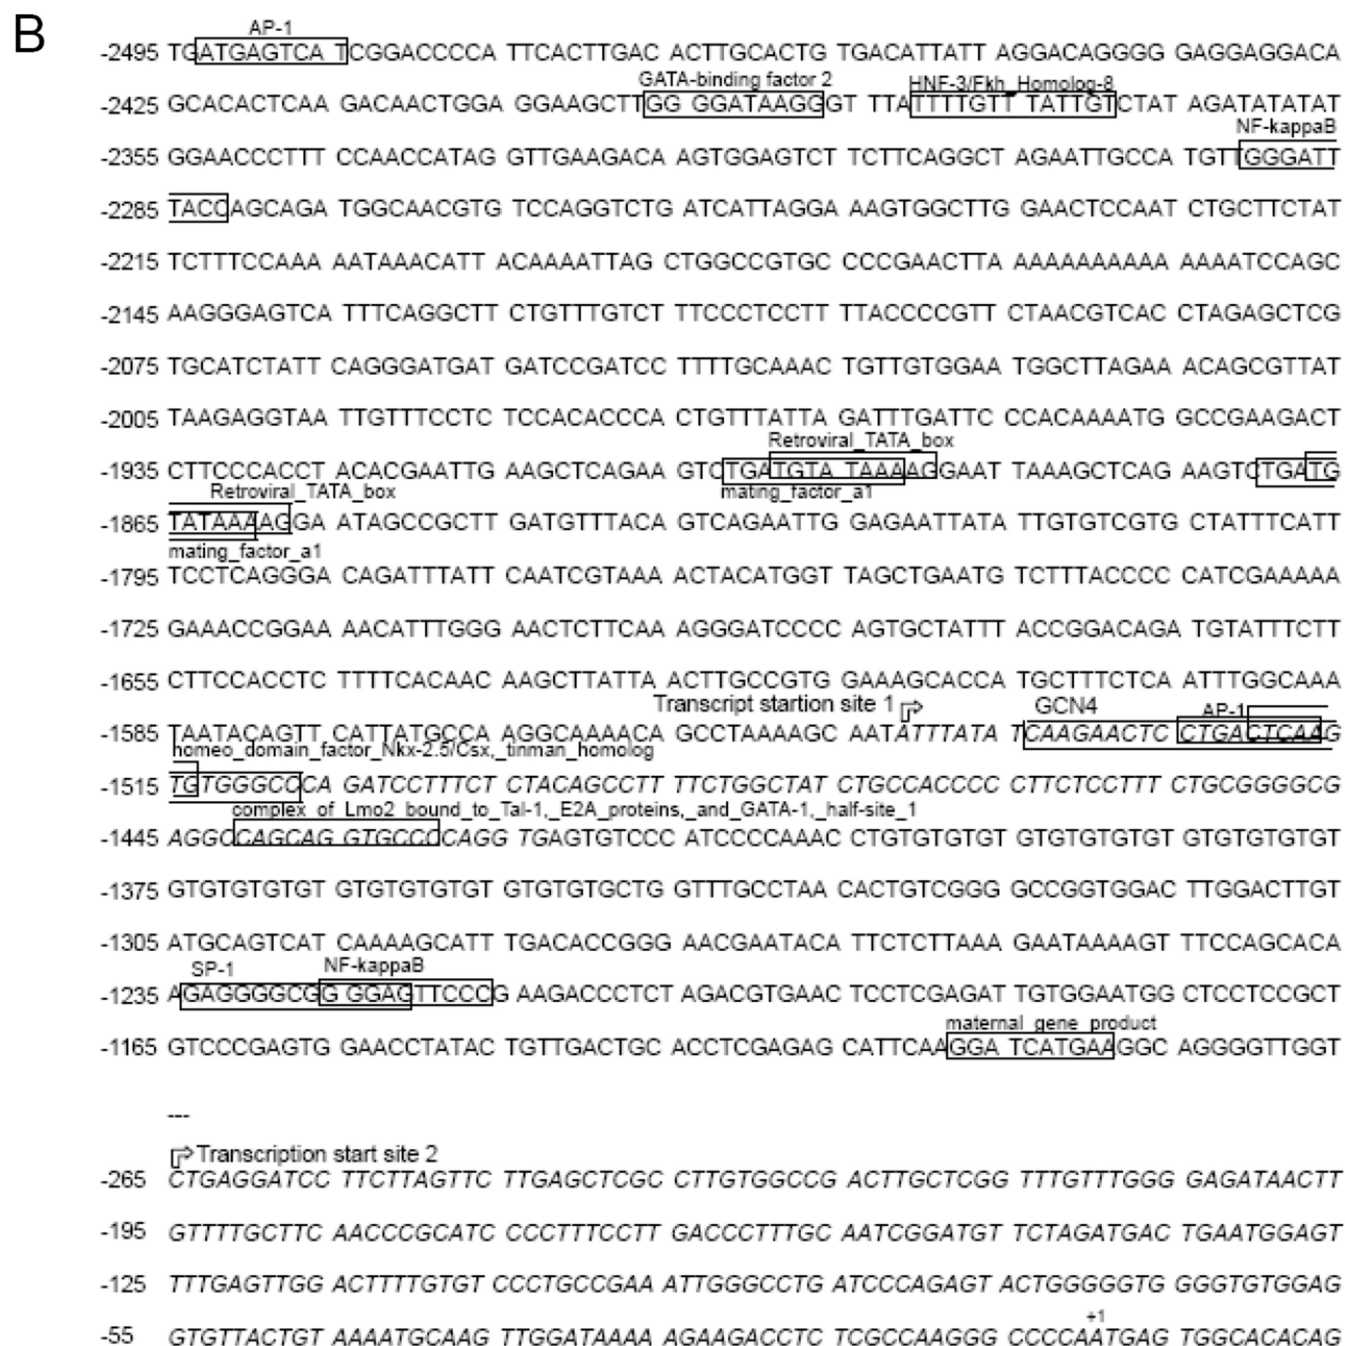 B
AP-1
-2495 TGATGAGTCA TCGGACCCCA TTCACTTGAC ACTTGCACTG TGACATTATT AGGACAGGGG GAGGAGGACA
GATA-binding factor 2 HNF-3/Fkh_Homolog-8
-2425 GCACACTCAA GACAACTGGA GGAAGCTTGG GGATAAGGGT TTATTTTGTT TATTGTCTAT AGATATATAT
NF-kappaB
-2355 GGAACCCTTT CCAACCATAG GTTGAAGACA AGTGGAGTCT TCTTCAGGCT AGAATTGCCA TGTTGGGATT
-2285 TACCAGCAGA TGGCAACGTG TCCAGGTCTG ATCATTAGGA AAGTGGCTTG GAACTCCAAT CTGCTTCTAT
-2215 TCTTTCCAAA AATAAACATT ACAAAATTAG CTGGCCGTGC CCCGAACTTA AAAAAAAAAA AAAATCCAGC
-2145 AAGGGAGTCA TTTCAGGCTT CTGTTTGTCT TTCCCTCCTT TTACCCCGTT CTAACGTCAC CTAGAGCTCG
-2075 TGCATCTATT CAGGGATGAT GATCCGATCC TTTTGCAAAC TGTTGTGGAA TGGCTTAGAA ACAGCGTTAT
-2005 TAAGAGGTAA TTGTTTCCTC TCCACACCCA CTGTTTATTA GATTTGATTC CCACAAAATG GCCGAAGACT
Retroviral_TATA_box
-1935 CTTCCCACCT ACACGAATTG AAGCTCAGAA GTCTGATGTA TAAAAGGAAT TAAAGCTCAG AAGTCTGATG
Retroviral_TATA_box mating_factor_a1
-1865 TATAAAAGGA ATAGCCGCTT GATGTTTACA GTCAGAATTG GAGAATTATA TTGTGTCGTG CTATTTCATT
mating_factor_a1
-1795 TCCTCAGGGA CAGATTTATT CAATCGTAAA ACTACATGGT TAGCTGAATG TCTTTACCCC CATCGAAAAA
-1725 GAAACCGGAA AACATTTGGG AACTCTTCAA AGGGATCCCC AGTGCTATTT ACCGGACAGA TGTATTTCTT
-1655 CTTCCACCTC TTTTCACAAC AAGCTTATTA ACTTGCCGTG GAAAGCACCA TGCTTTCTCA ATTTGGCAAA
Transcript startion site 1 GCN4 AP-1
-1585 TAATACAGTT CATTATGCCA AGGCAAAACA GCCTAAAAGC AATATTTATA TCAAGAACTC CTGACTCAAG
homeo_domain_factor_Nkx-2.5/Csx,_tinman_homolog
-1515 TGTGGGCCCA GATCCTTTCT CTACAGCCTT TTCTGGCTAT CTGCCACCCC CTTCTCCTTT CTGCGGGGCG
complex_of_Lmo2_bound_to_Tal-1,_E2A_proteins,_and_GATA-1,_half-site_1
-1445 AGGCCAGCAG GTGCCCCAGG TGAGTGTCCC ATCCCCAAAC CTGTGTGTGT GTGTGTGTGT GTGTGTGTGT
-1375 GTGTGTGTGT GTGTGTGTGT GTGTGTGCTG GTTTGCCTAA CACTGTCGGG GCCGGTGGAC TTGGACTTGT
-1305 ATGCAGTCAT CAAAAGCATT TGACACCGGG AACGAATACA TTCTCTTAAA GAATAAAAGT TTCCAGCACA
SP-1 NF-kappaB
-1235 AGAGGGGCGG GGAGTTCCCG AAGACCCTCT AGACGTGAAC TCCTCGAGAT TGTGGAATGG CTCCTCCGCT
maternal_gene_product
-1165 GTCCCGAGTG GAACCTATAC TGTTGACTGC ACCTCGAGAG CATTCAAGGA TCATGAAGGC AGGGGTTGGT
---
Transcription start site 2
-265 CTGAGGATCC TTCTTAGTTC TTGAGCTCGC CTTGTGGCCG ACTTGCTCGG TTTGTTTGGG GAGATAACTT
-195 GTTTTGCTTC AACCCGCATC CCCTTTCCTT GACCCTTTGC AATCGGATGT TCTAGATGAC TGAATGGAGT
-125 TTTGAGTTGG ACTTTTGTGT CCCTGCCGAA ATTGGGCCTG ATCCCAGAGT ACTGGGGGTG GGGTGTGGAG
+1
-55 GTGTTACTGT AAAATGCAAG TTGGATAAAA AGAAGACCTC TCGCCAAGGG CCCCAATGAG TGGCACACAG